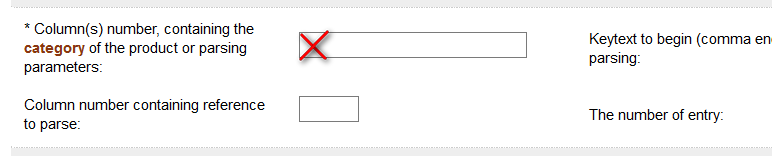 * Column(s) number, containing the
category of the product or parsing
parameters:
Keytext to begin (comma en
parsing:
Column number containing reference
to parse:
The number of entry: